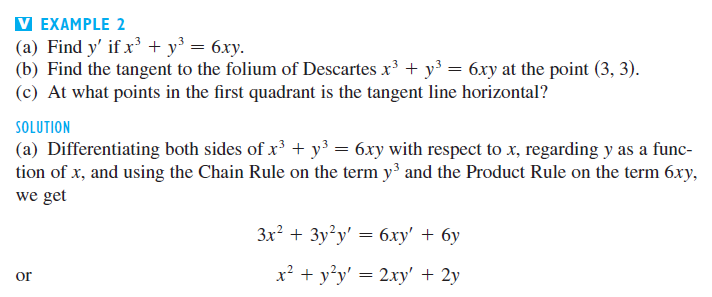 V EXAMPLE 2
(a) Find y′ if x³ + y³ = 6xy.
(b) Find the tangent to the folium of Descartes x³ + y³ = 6xy at the point (3, 3).
(c) At what points in the first quadrant is the tangent line horizontal?
SOLUTION
(a) Differentiating both sides of x³ + y³ = 6xy with respect to x, regarding y as a func-
tion of x, and using the Chain Rule on the term y³ and the Product Rule on the term 6xy,
we get
3x² + 3y²y′ = 6xy′ + 6y
or x² + y²y′ = 2xy′ + 2y